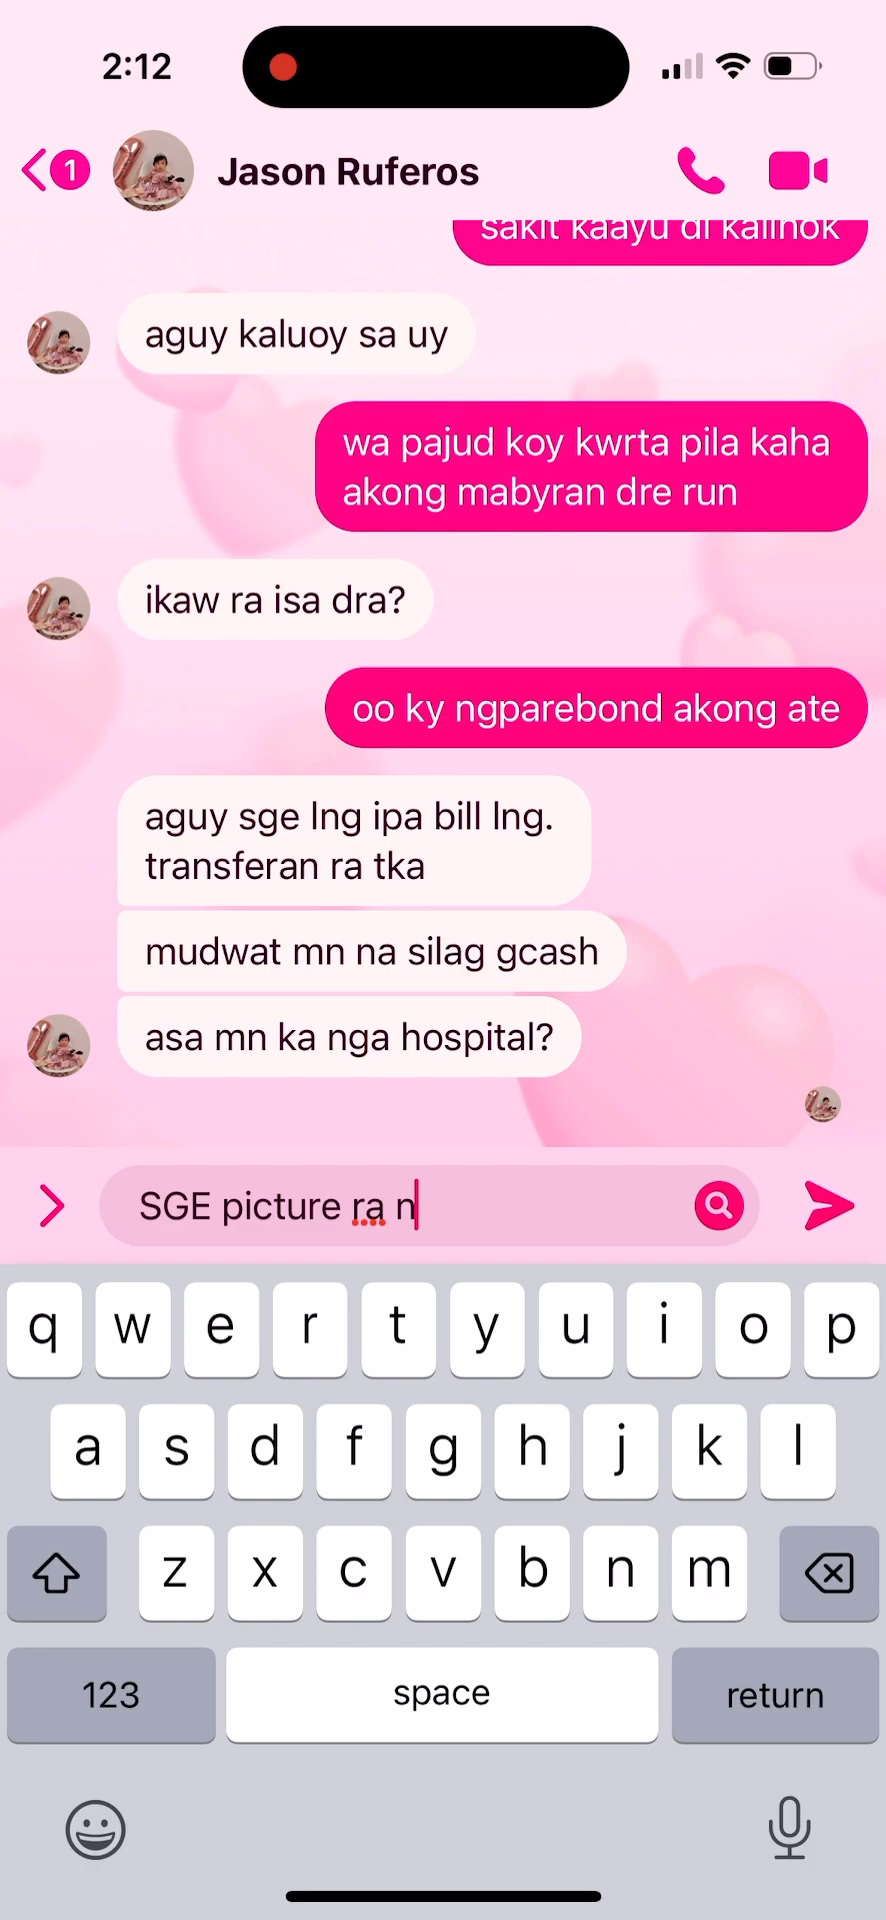 2:12
1
Jason Ruferos
sakit kaayu di kalihok
aguy kaluoy sa uy
wa pajud koy kwrta pila kaha
akong mabyran dre run
ikaw ra isa dra?
oo ky ngparebond akong ate
aguy sge lng ipa bill lng.
transferan ra tka
mudwat mn na silag gcash
asa mn ka nga hospital?
SGE picture ra n
q w e r t y u i o p
a s d f g h j k l
z x c v b n m
123 space return